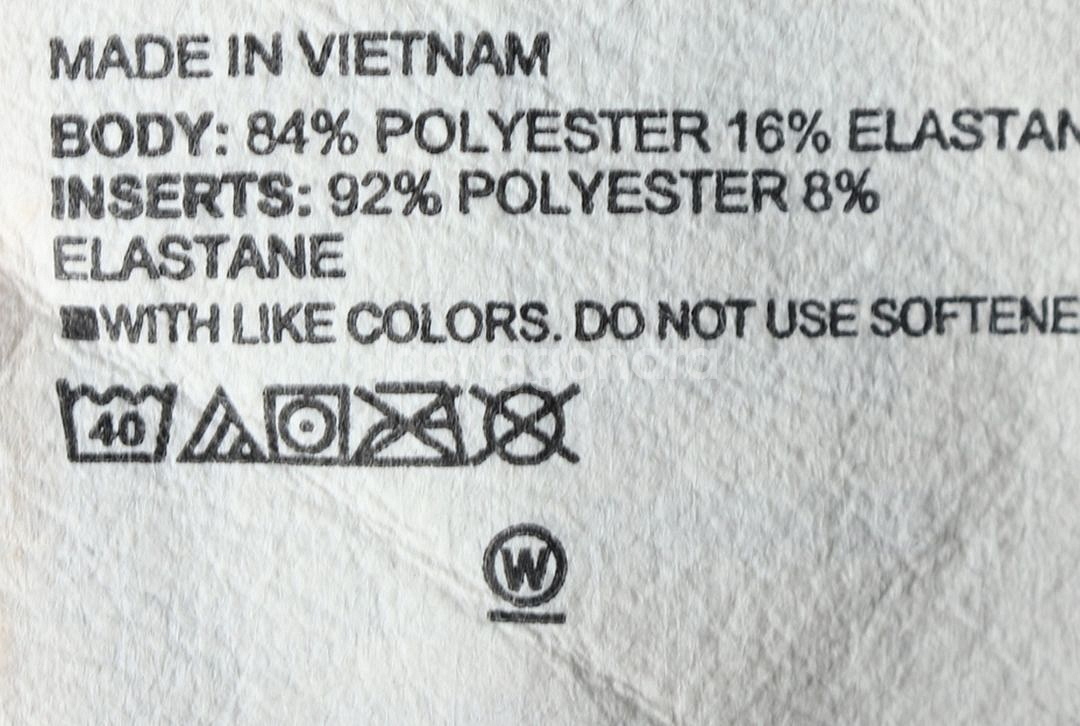 MADE IN VIETNAM
BODY: 84% POLYESTER 16% ELASTAN
INSERTS: 92% POLYESTER 8%
ELASTANE
■WITH LIKE COLORS. DO NOT USE SOFTENE
40
W